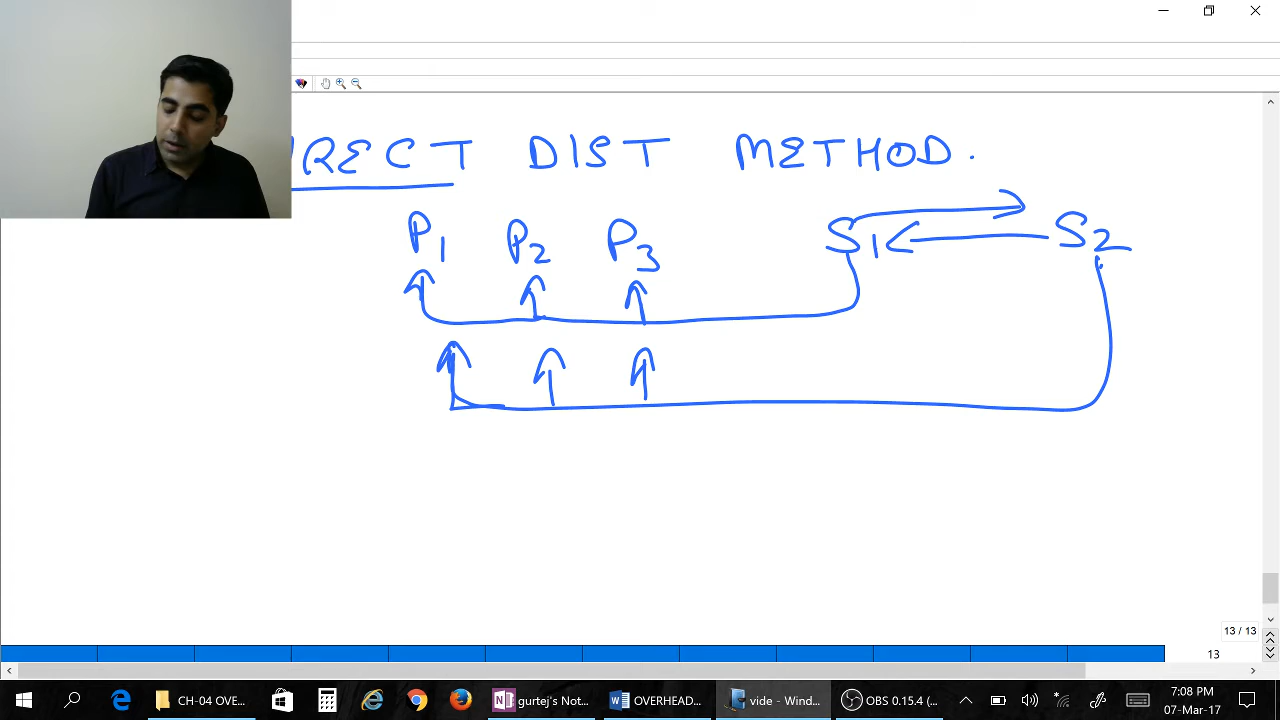 RECT DIST METHOD.
P1 P2 P3 S1 S2
13 / 13
13
CH-04 OVE...
gurtej's Not...
OVERHEAD...
vide - Wind...
OBS 0.15.4 (...
7:08 PM
07-Mar-17